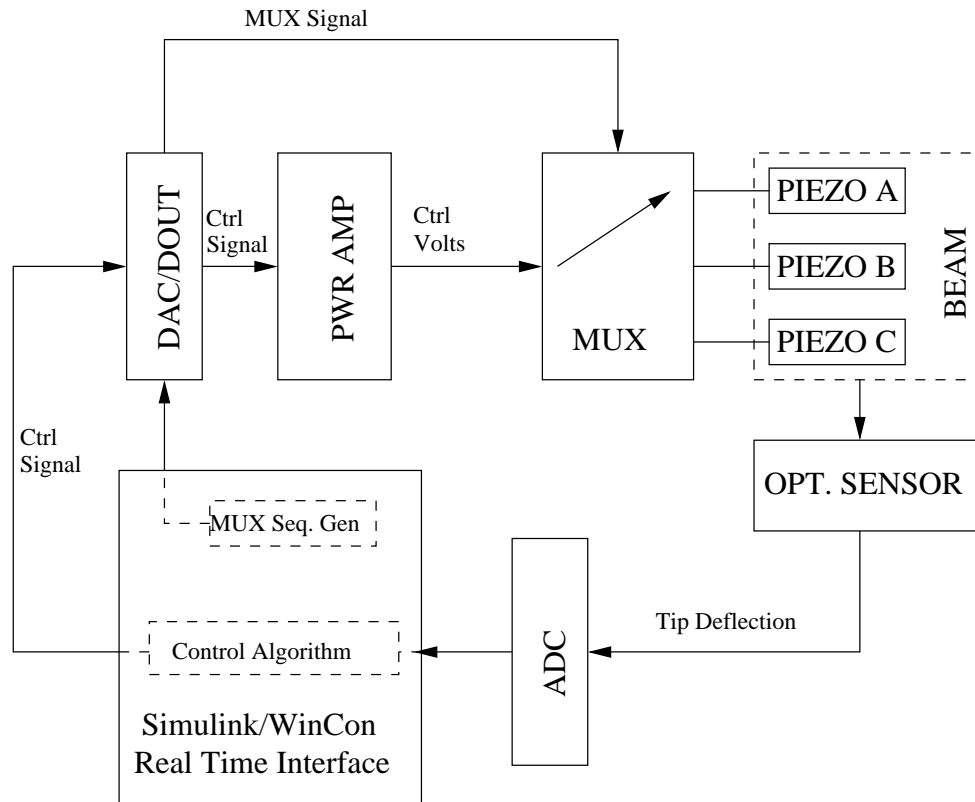 MUX Signal
DAC/DOUT
Ctrl
Signal
PWR AMP
Ctrl
Volts
MUX
PIEZO A
PIEZO B
PIEZO C
BEAM
Ctrl
Signal
OPT. SENSOR
MUX Seq. Gen
Tip Deflection
ADC
Control Algorithm
Simulink/WinCon
Real Time Interface